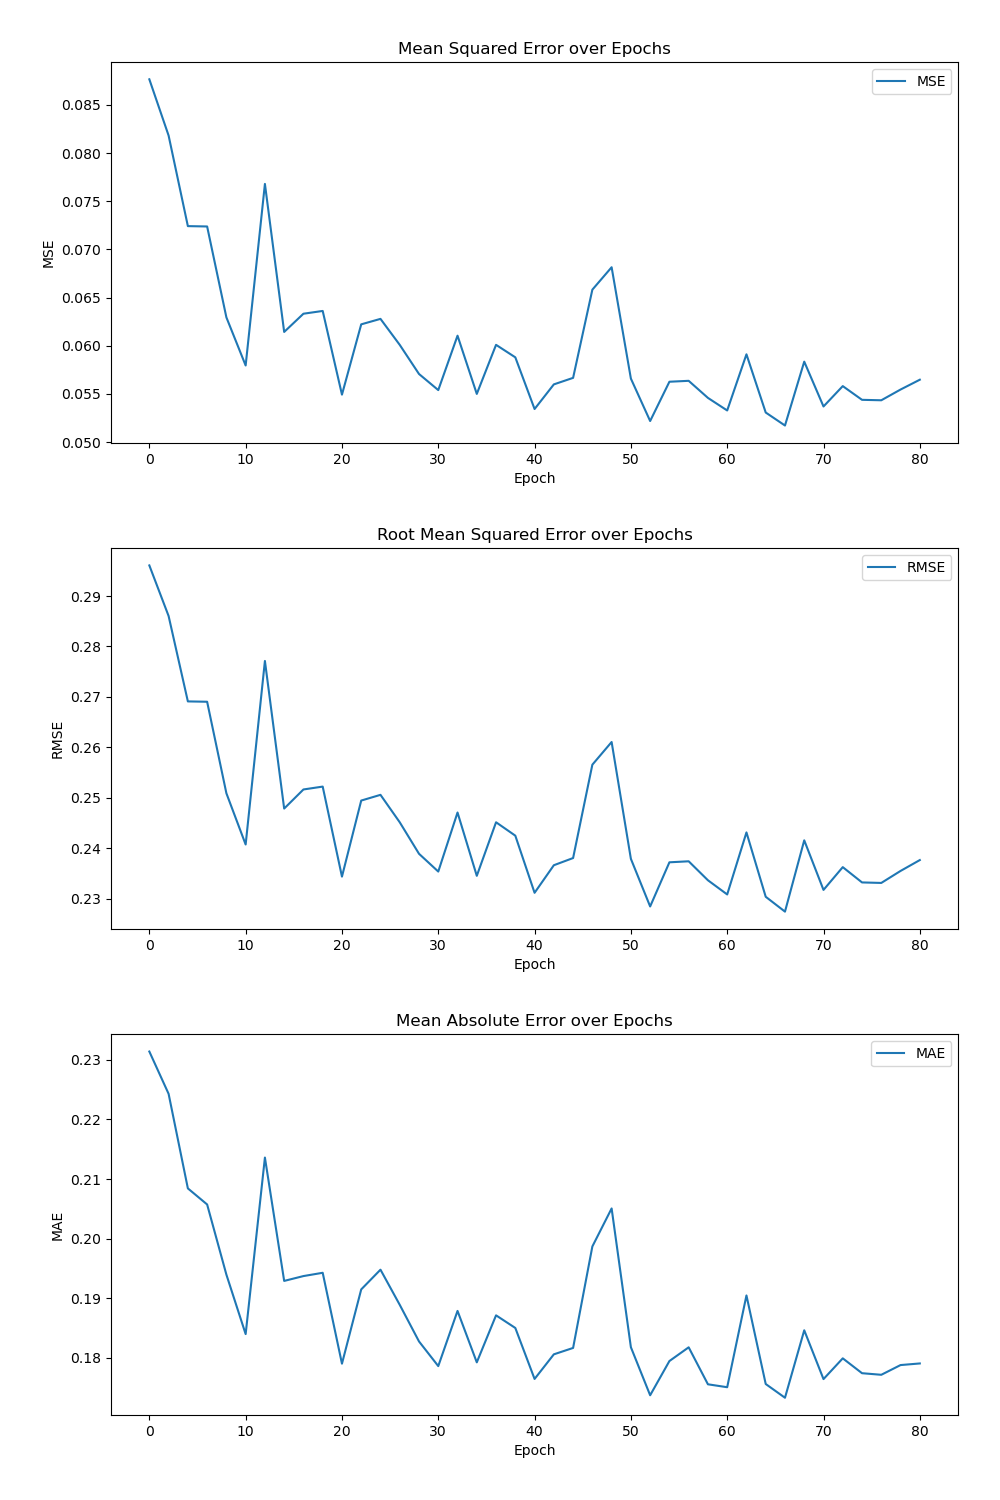 Mean Squared Error over Epochs
MSE
0.085
0.080
0.075
0.070
0.065
0.060
0.055
0.050
MSE
0 10 20 30 40 50 60 70 80
Epoch
Root Mean Squared Error over Epochs
RMSE
0.29
0.28
0.27
0.26
0.25
0.24
0.23
RMSE
0 10 20 30 40 50 60 70 80
Epoch
Mean Absolute Error over Epochs
MAE
0.23
0.22
0.21
0.20
0.19
0.18
MAE
0 10 20 30 40 50 60 70 80
Epoch